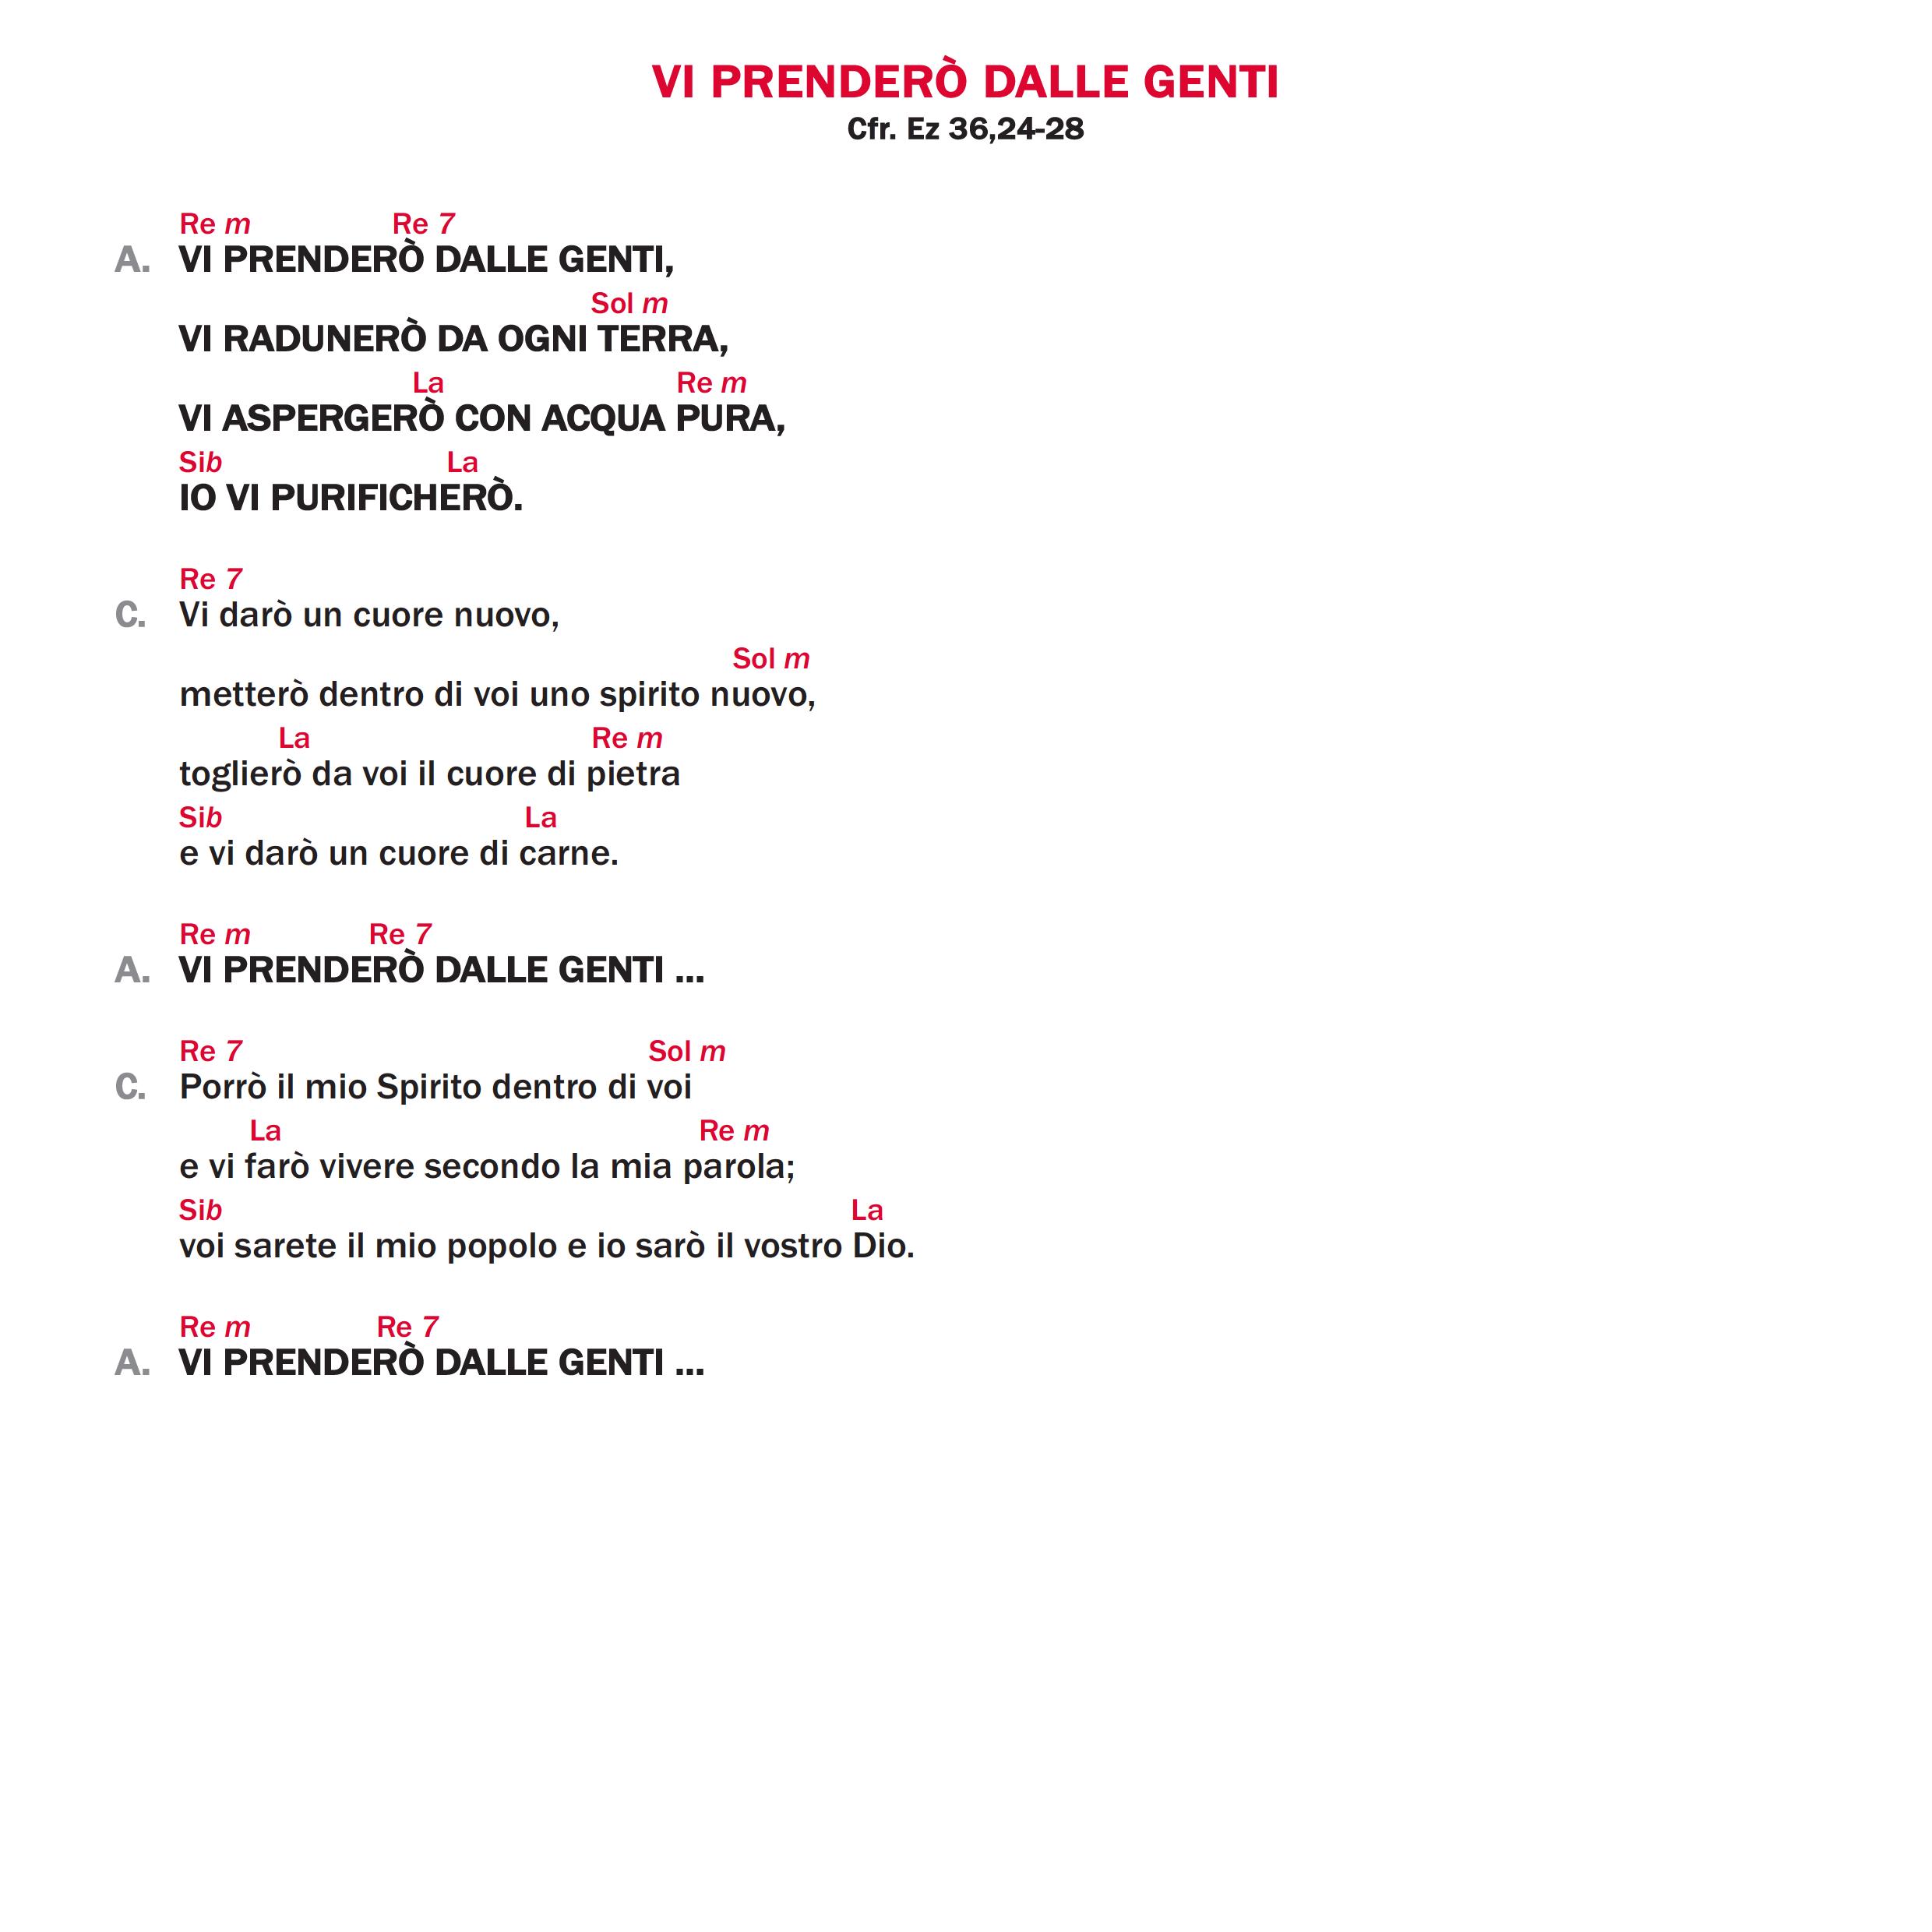 VI PRENDERÒ DALLE GENTI
Cfr. Ez 36,24-28
Re m Re 7
A. VI PRENDERÒ DALLE GENTI,
Sol m
VI RADUNERÒ DA OGNI TERRA,
La Re m
VI ASPERGERÒ CON ACQUA PURA,
Sib La
IO VI PURIFICHERÒ.
Re 7
C. Vi darò un cuore nuovo,
Sol m
metterò dentro di voi uno spirito nuovo,
La Re m
toglierò da voi il cuore di pietra
Sib La
e vi darò un cuore di carne.
Re m Re 7
A. VI PRENDERÒ DALLE GENTI ...
Re 7 Sol m
C. Porrò il mio Spirito dentro di voi
La Re m
e vi farò vivere secondo la mia parola;
Sib La
voi sarete il mio popolo e io sarò il vostro Dio.
Re m Re 7
A. VI PRENDERÒ DALLE GENTI ...